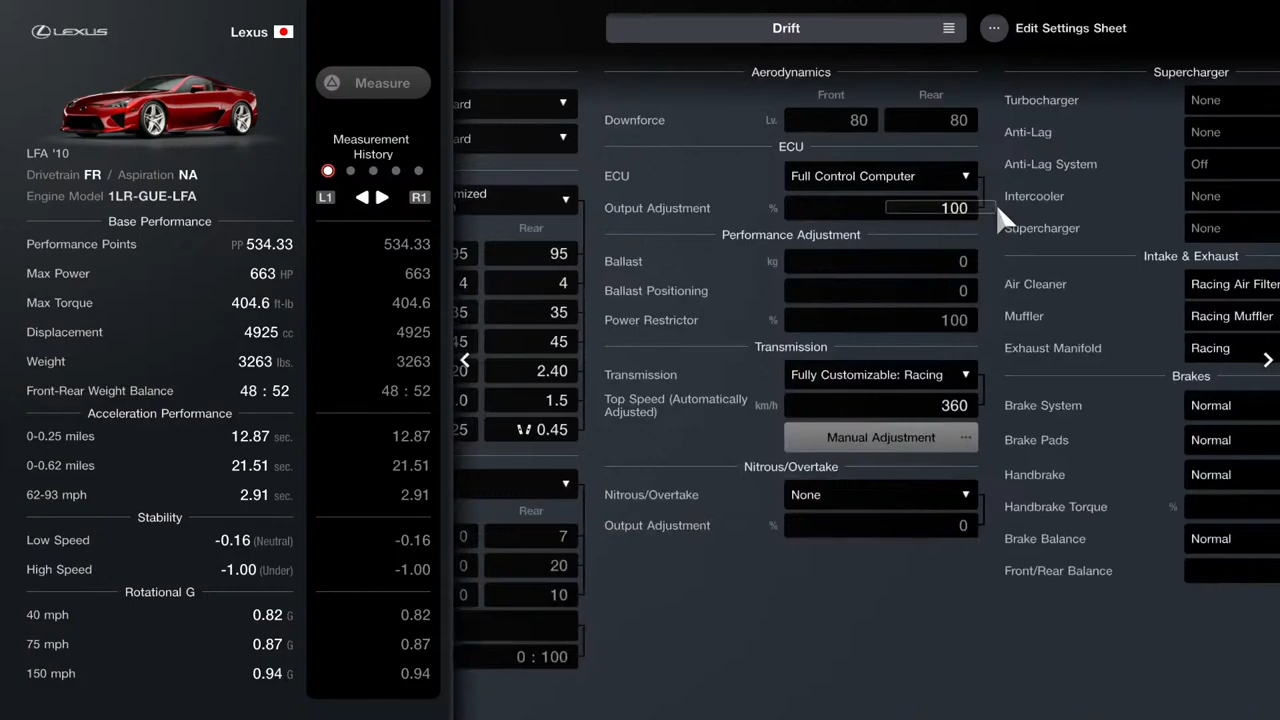 LEXUS
Lexus
LFA '10
Drivetrain FR / Aspiration NA
Engine Model 1LR-GUE-LFA
Base Performance
Performance Points PP 534.33
Max Power 663 HP
Max Torque 404.6 ft-lb
Displacement 4925 cc
Weight 3263 lbs.
Front-Rear Weight Balance 48 : 52
Acceleration Performance
0-0.25 miles 12.87 sec.
0-0.62 miles 21.51 sec.
62-93 mph 2.91 sec.
Stability
Low Speed -0.16 (Neutral)
High Speed -1.00 (Under)
Rotational G
40 mph 0.82 G
75 mph 0.87 G
150 mph 0.94 G
Measure
Measurement
History
L1 R1
534.33
663
404.6
4925
3263
48 : 52
12.87
21.51
2.91
-0.16
-1.00
0.82
0.87
0.94
Rear
95
4
35
45
2.40
1.5
0.45
Rear
7
20
10
0 : 100
Drift
Edit Settings Sheet
Aerodynamics
Front Rear
Downforce Lv. 80 80
ECU
ECU Full Control Computer
Output Adjustment % 100
Performance Adjustment
Ballast kg 0
Ballast Positioning 0
Power Restrictor % 100
Transmission
Transmission Fully Customizable: Racing
Top Speed (Automatically
Adjusted) km/h 360
Manual Adjustment ...
Nitrous/Overtake
Nitrous/Overtake None
Output Adjustment % 0
Supercharger
Turbocharger None
Anti-Lag None
Anti-Lag System Off
Intercooler None
Supercharger None
Intake & Exhaust
Air Cleaner Racing Air Filter
Muffler Racing Muffler
Exhaust Manifold Racing
Brakes
Brake System Normal
Brake Pads Normal
Handbrake Normal
Handbrake Torque %
Brake Balance Normal
Front/Rear Balance